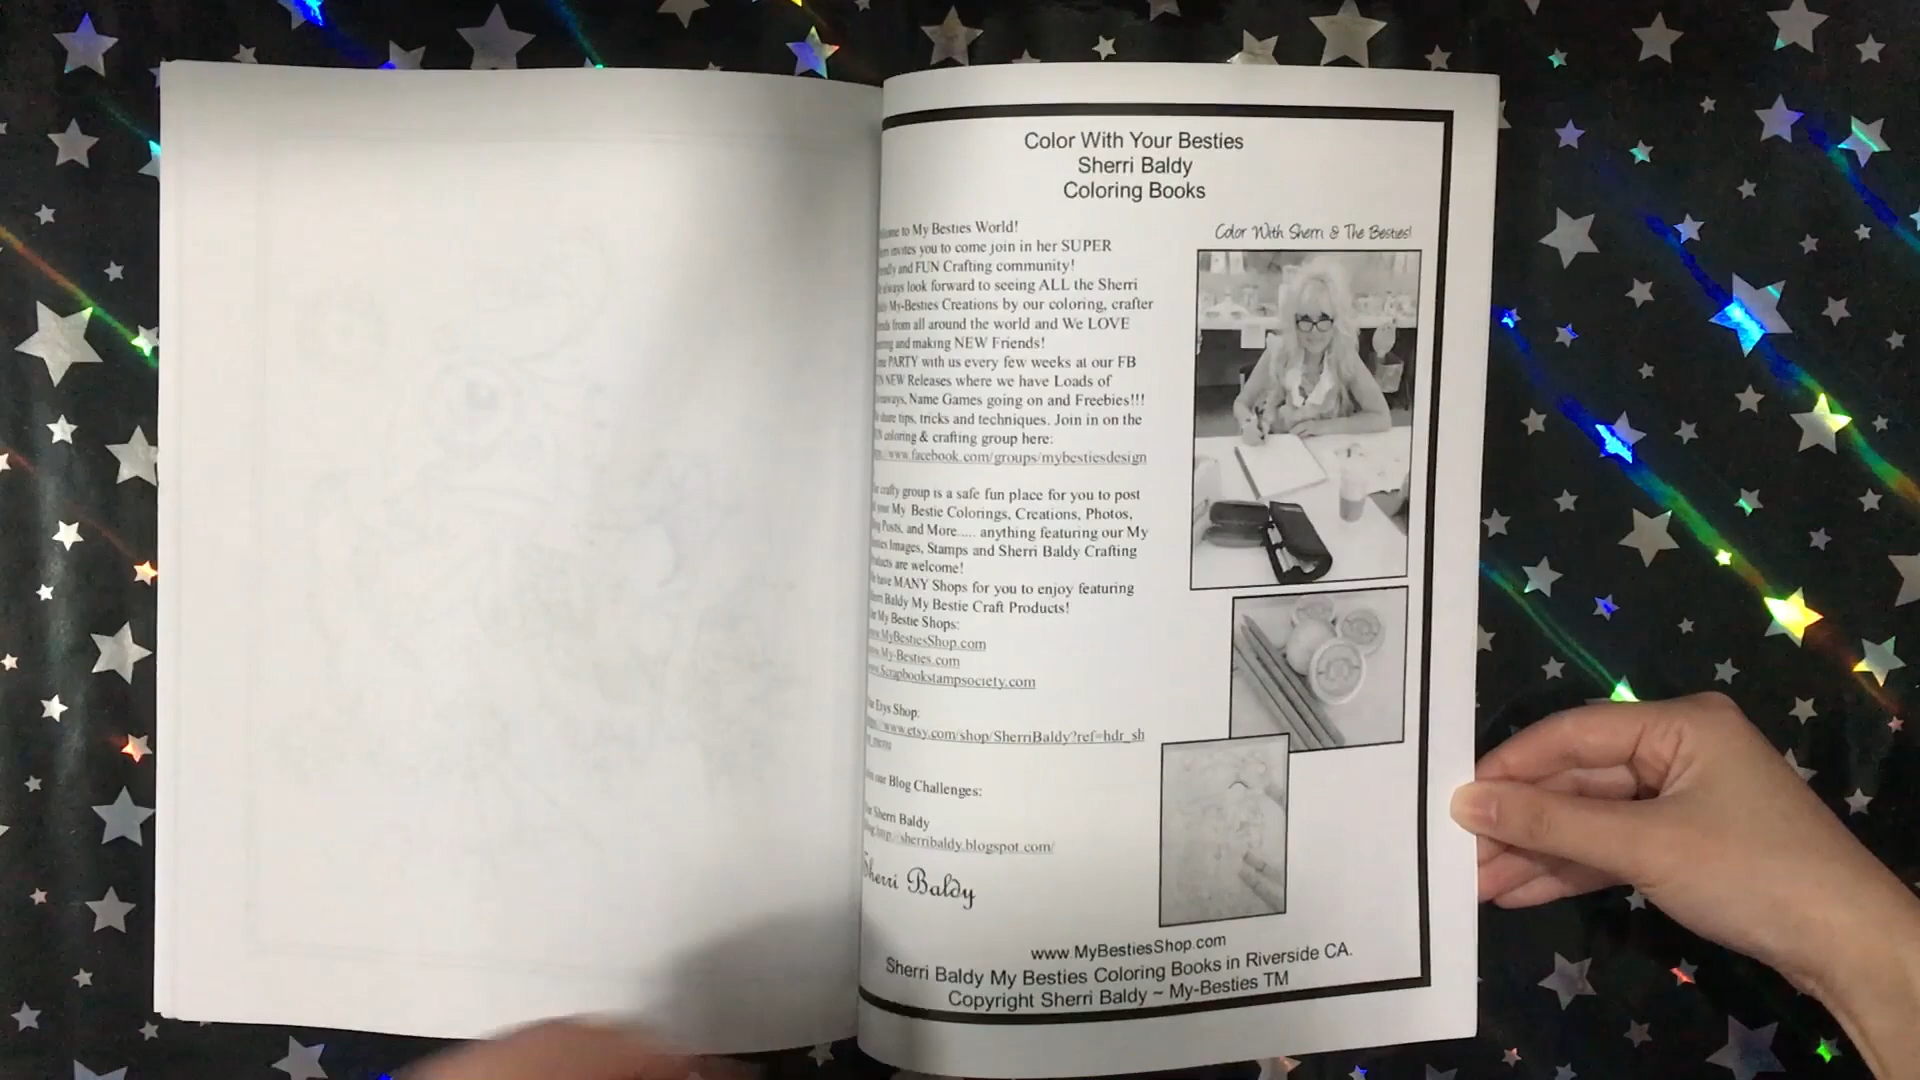 Color With Your Besties
Sherri Baldy
Coloring Books
to My Besties World!
invites you to come join in her SUPER
and FUN Crafting community!
always look forward to seeing ALL the Sherri
My-Besties Creations by our coloring, crafter
from all around the world and We LOVE
and making NEW Friends!
PARTY with us every few weeks at our FB
NEW Releases where we have Loads of
Name Games going on and Freebies!!!
share tips, tricks and techniques. Join in on the
coloring & crafting group here:
www.facebook.com/groups/mybestiesdesign
crafty group is a safe fun place for you to post
your My Bestie Colorings, Creations, Photos,
Posts, and More..... anything featuring our My
Images, Stamps and Sherri Baldy Crafting
are welcome!
have MANY Shops for you to enjoy featuring
Baldy My Bestie Craft Products!
My Bestie Shops:
MyBestiesShop.com
My-Besties.com
Scrapbookstampsociety.com
Etsy Shop:
www.etsy.com/shop/SherriBaldy?ref=hdr_sh
our Blog Challenges:
Sherri Baldy
http://sherribaldy.blogspot.com/
Sherri Baldy
Color With Sherri & The Besties!
www.MyBestiesShop.com
Sherri Baldy My Besties Coloring Books in Riverside CA.
Copyright Sherri Baldy ~ My-Besties TM